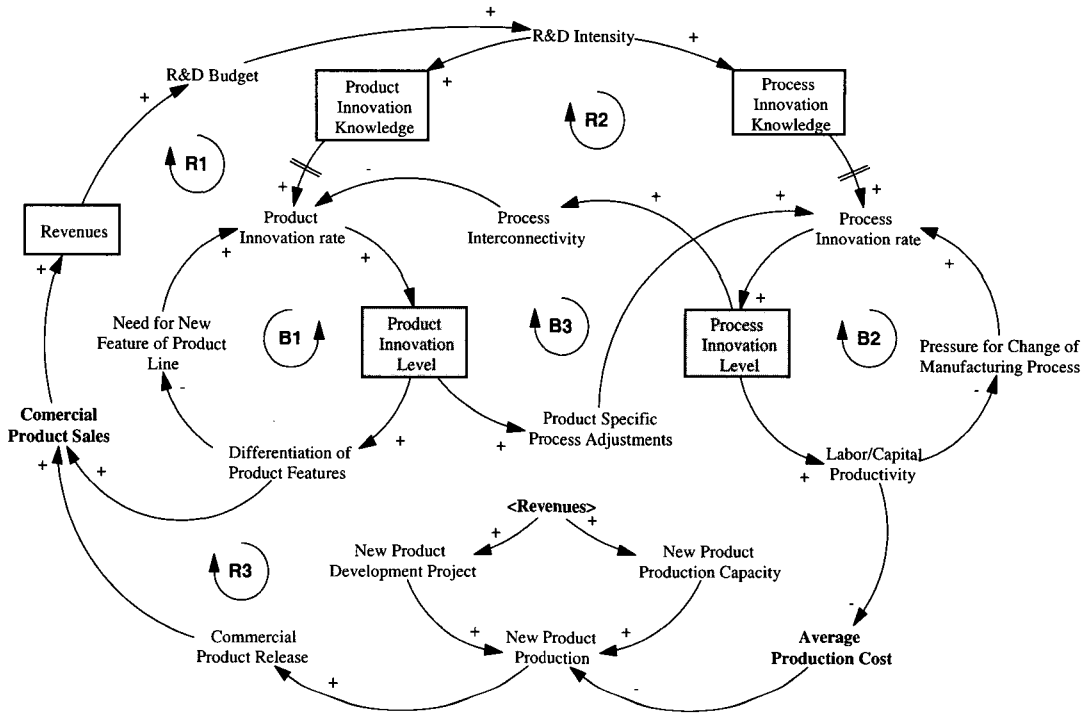 R&D Intensity
R&D Budget
Product
Innovation
Knowledge
Process
Innovation
Knowledge
R1
R2
Revenues
Product
Innovation rate
Process
Interconnectivity
Process
Innovation rate
Need for New
Feature of Product
Line
B1
Product
Innovation
Level
B3
Process
Innovation
Level
B2
Pressure for Change of
Manufacturing Process
Comercial
Product Sales
Differentiation of
Product Features
Product Specific
Process Adjustments
Labor/Capital
Productivity
<Revenues>
New Product
Development Project
New Product
Production Capacity
R3
Commercial
Product Release
New Product
Production
Average
Production Cost